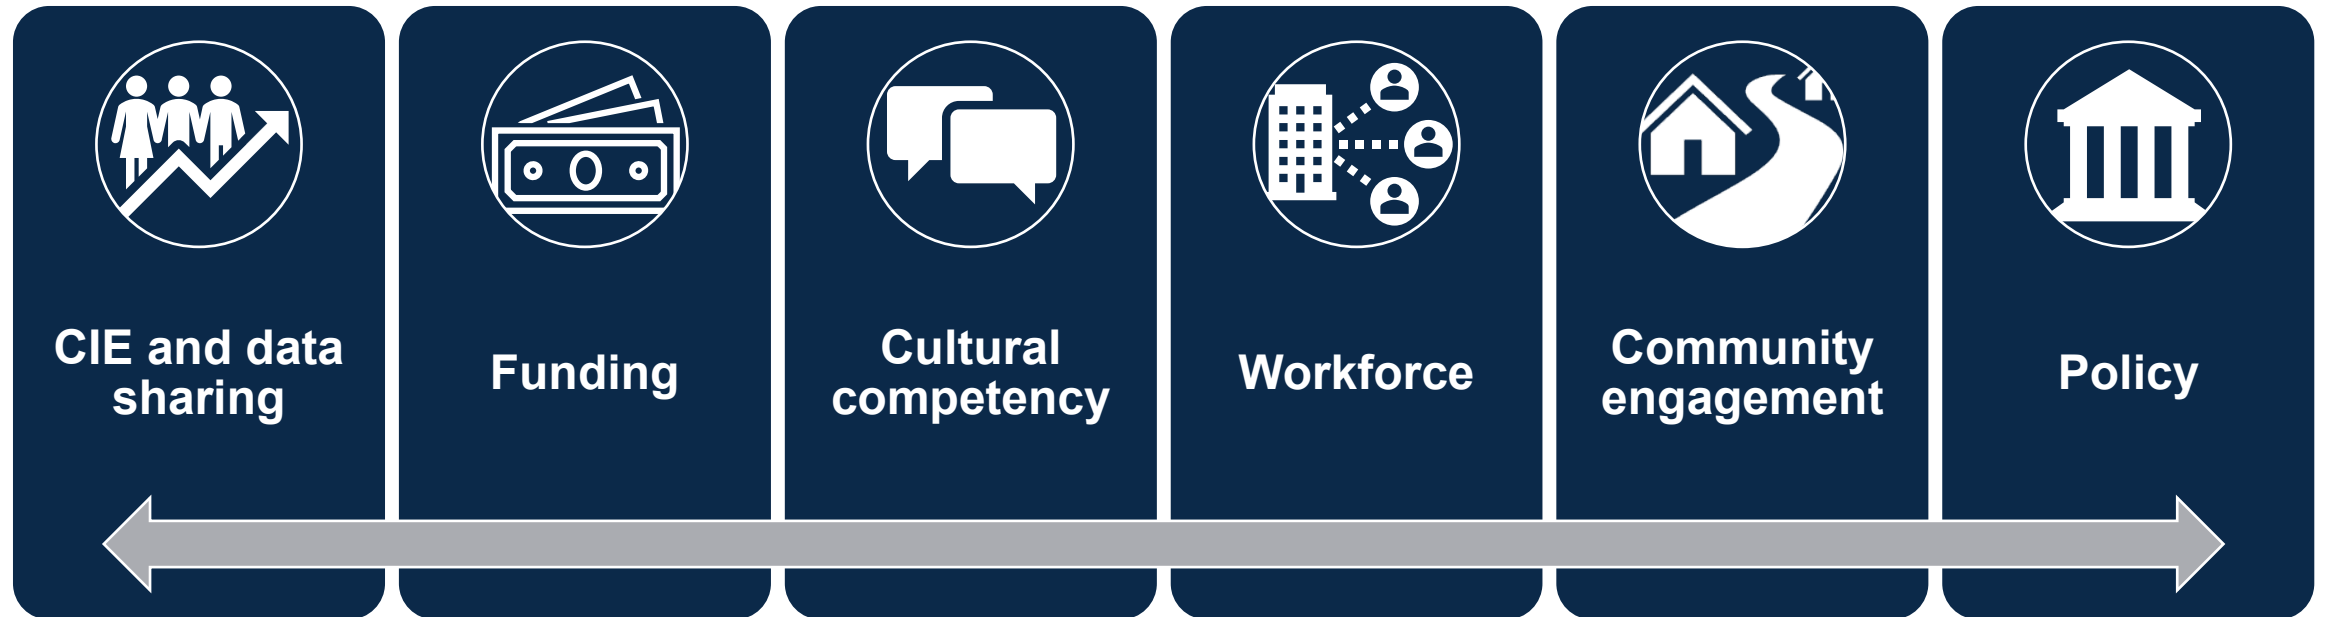 CIE and data
sharing
Funding
Cultural
competency
Workforce
Community
engagement
Policy